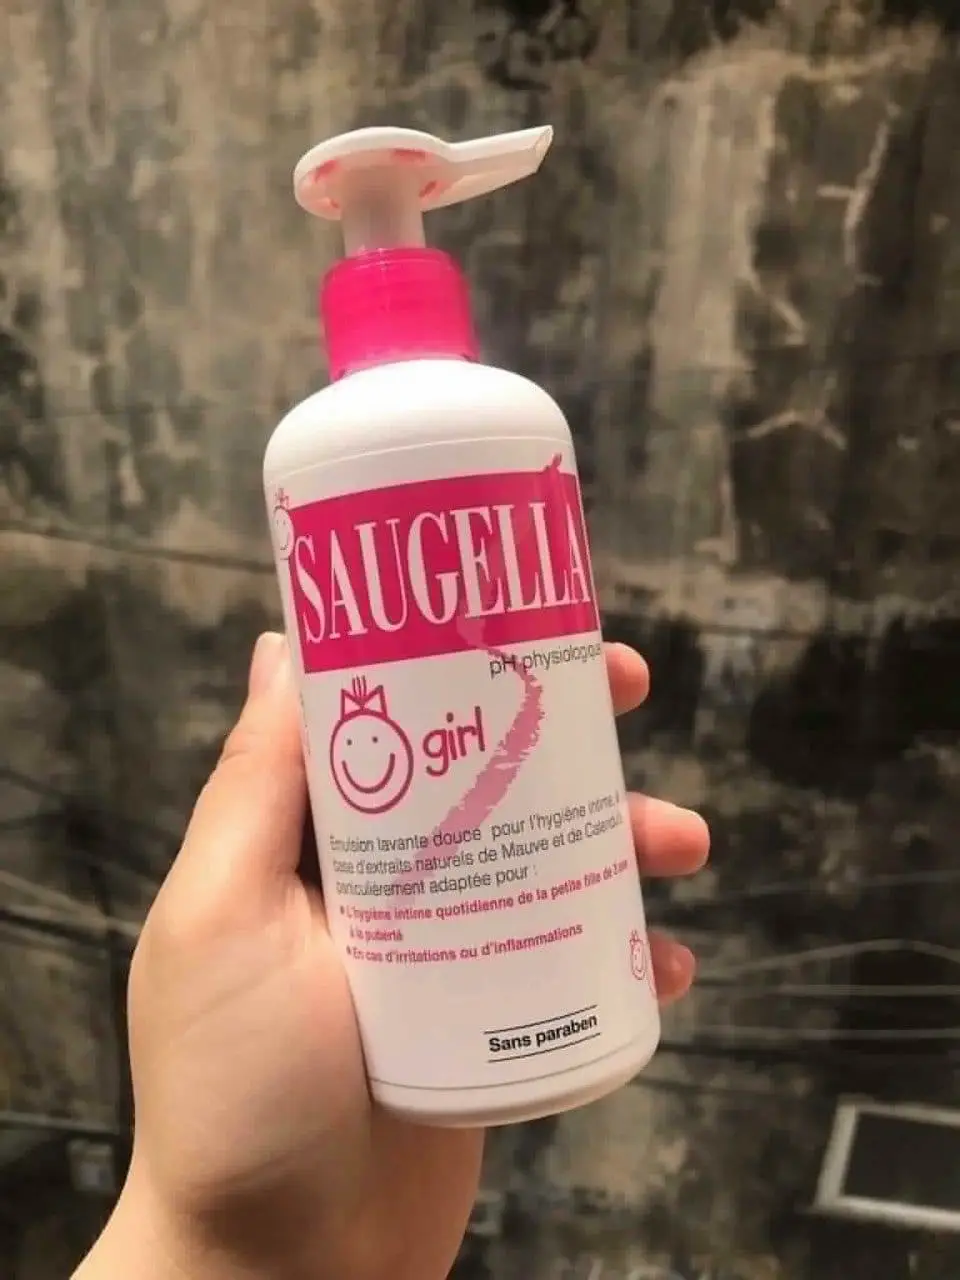 SAUGELLA
pH physiologique
girl
Emulsion lavante douce pour l'hygiène intime, à
base d'extraits naturels de Mauve et de Calendula
particulièrement adaptée pour :
• L'hygiène intime quotidienne de la petite fille de 3 ans
à la puberté
• En cas d'irritations ou d'inflammations
Sans paraben